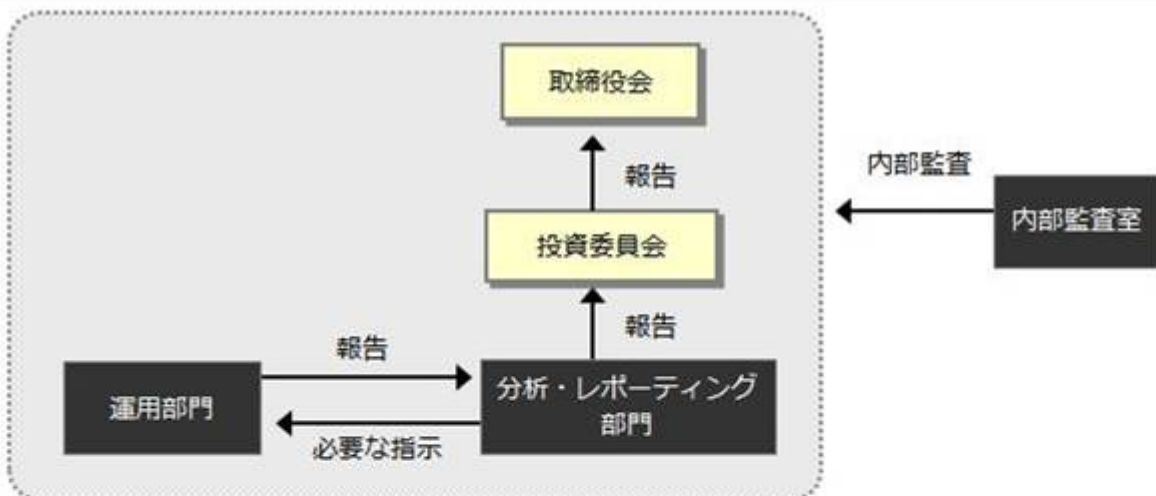 取締役会
報告
内部監査
内部監査室
投資委員会
報告
報告
運用部門
分析・レポーティング
部門
必要な指示